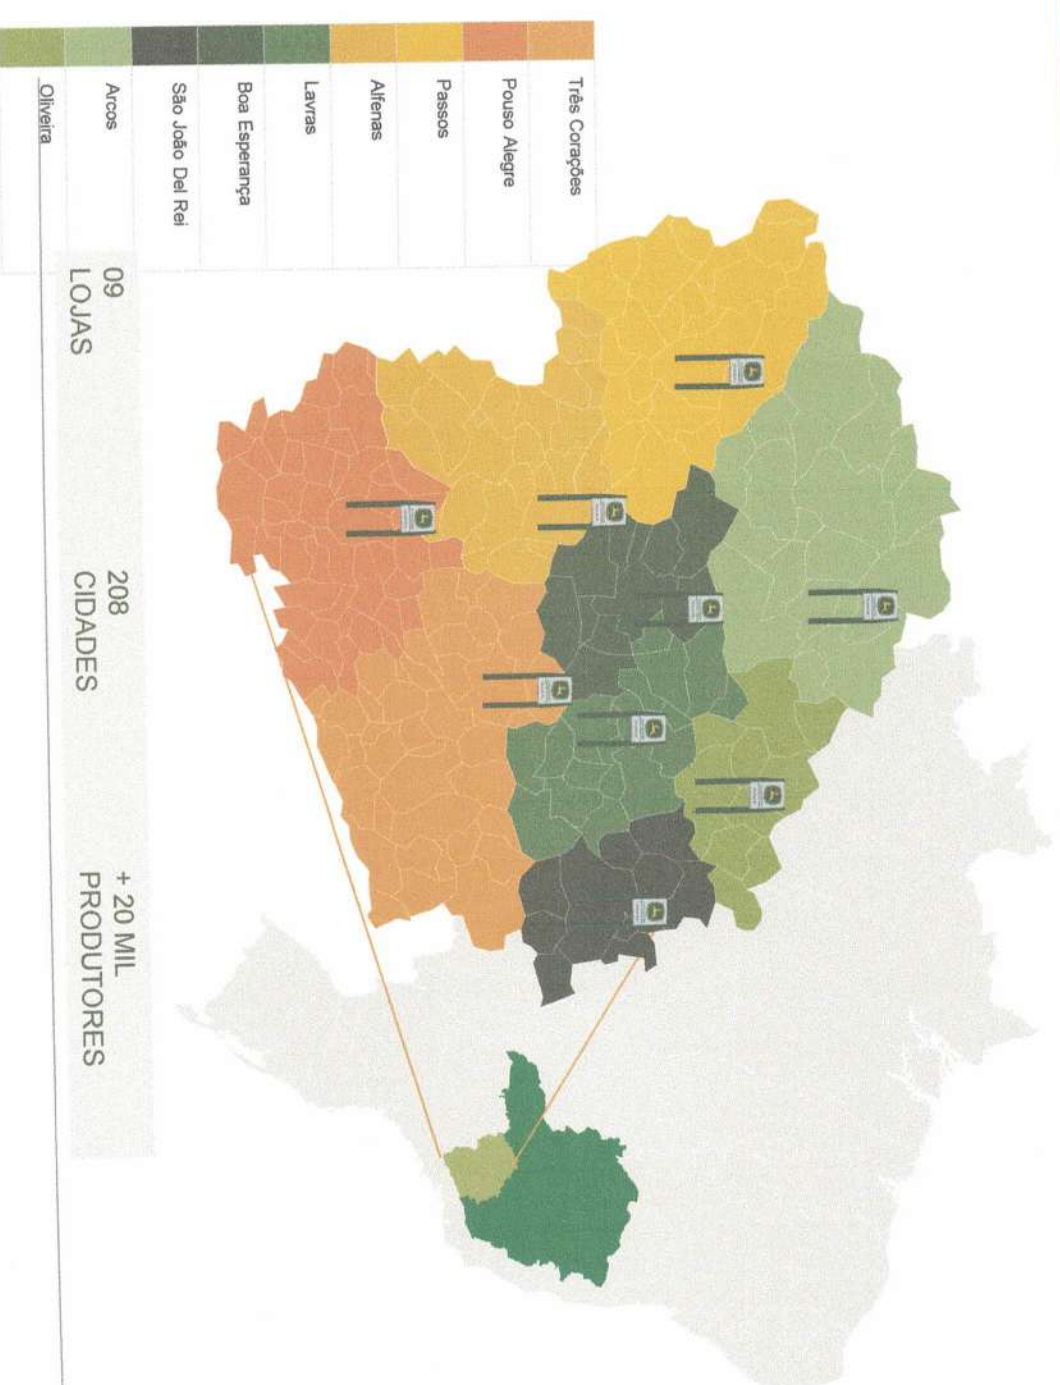 Três Corações
Pouso Alegre
Passos
Alfenas
Lavras
Boa Esperança
São João Del Rei
Arcos
Oliveira
09
LOJAS
208
CIDADES
+ 20 MIL
PRODUTORES